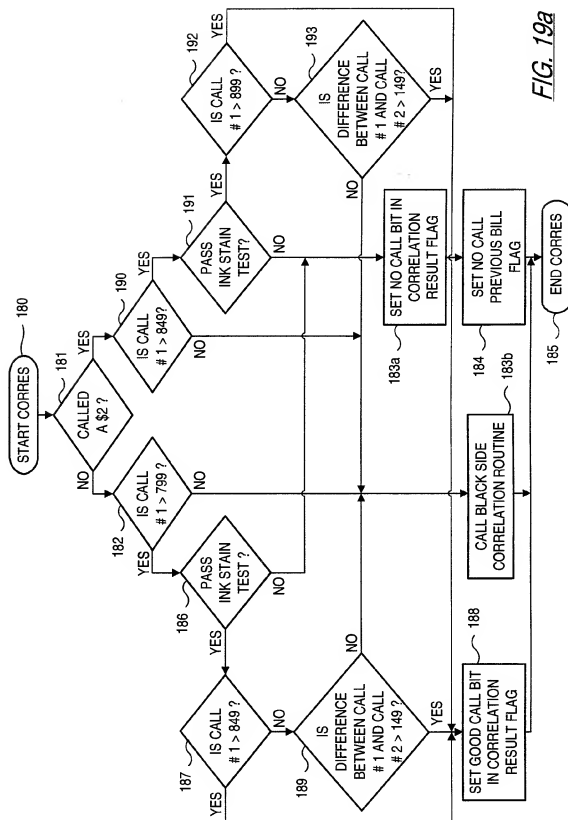 START CORRES
180
181
CALLED
A $2 ?
NO
YES
182
IS CALL
# 1 > 799 ?
YES
NO
190
IS CALL
# 1 > 849?
YES
NO
186
PASS
INK STAIN
TEST ?
YES
NO
191
PASS
INK STAIN
TEST?
YES
NO
187
IS CALL
# 1 > 849 ?
YES
NO
192
IS CALL
# 1 > 899 ?
YES
NO
189
IS
DIFFERENCE
BETWEEN CALL
# 1 AND CALL
# 2 > 149 ?
NO
YES
193
IS
DIFFERENCE
BETWEEN CALL
# 1 AND CALL
# 2 > 149?
NO
YES
188
SET GOOD CALL BIT
IN CORRELATION
RESULT FLAG
CALL BLACK SIDE
CORRELATION ROUTINE
183b
SET NO CALL BIT IN
CORRELATION
RESULT FLAG
183a
SET NO CALL
PREVIOUS BILL
FLAG
184
END CORRES
185
FIG. 19a